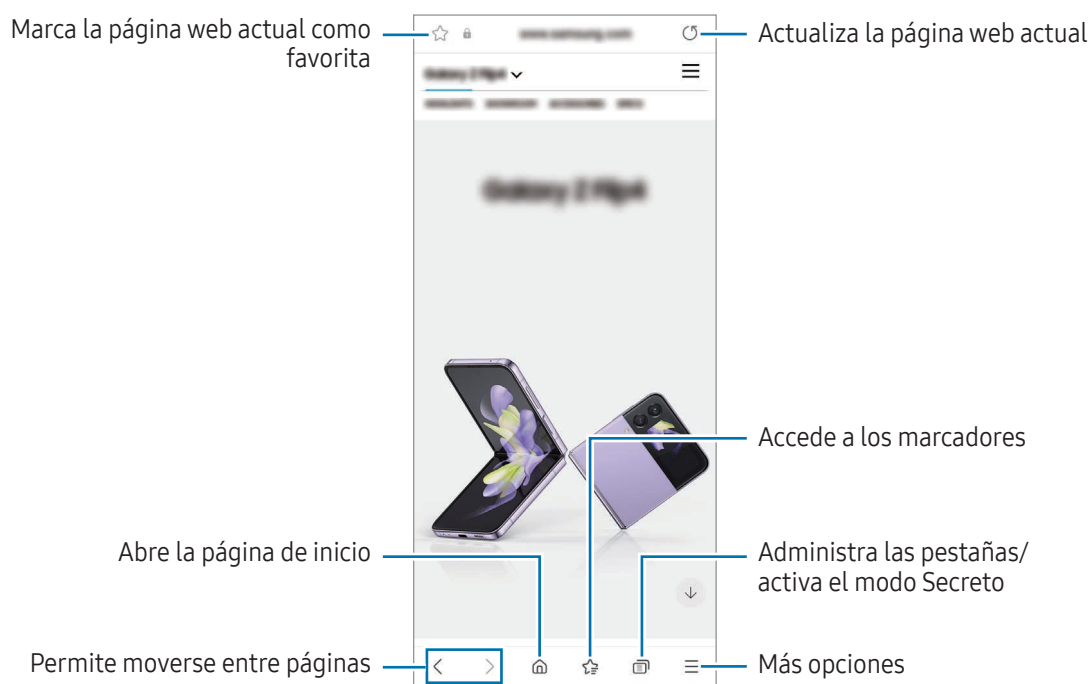 Marca la página web actual como
favorita
Actualiza la página web actual
Accede a los marcadores
Abre la página de inicio
Administra las pestañas/
activa el modo Secreto
Permite moverse entre páginas
Más opciones